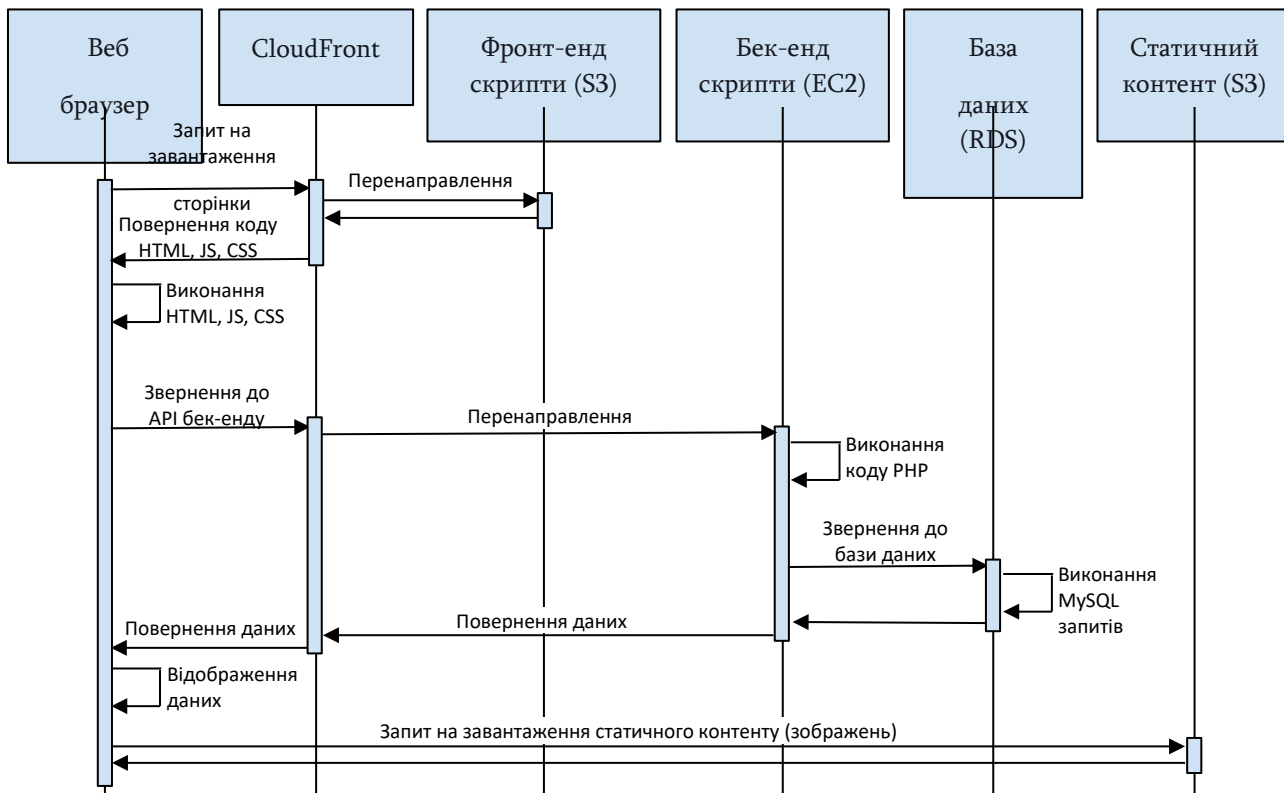 Веб
браузер
CloudFront
Фронт-енд
скрипти (S3)
Бек-енд
скрипти (EC2)
База
даних
(RDS)
Статичний
контент (S3)
Запит на
завантаження
сторінки
Перенаправлення
Повернення коду
HTML, JS, CSS
Виконання
HTML, JS, CSS
Звернення до
API бек-енду
Перенаправлення
Виконання
коду PHP
Звернення до
бази даних
Виконання
MySQL
запитів
Повернення даних
Повернення даних
Відображення
даних
Запит на завантаження статичного контенту (зображень)